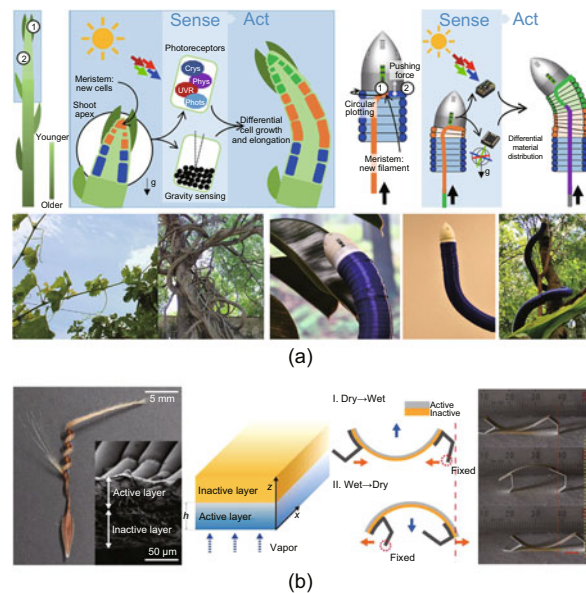 1
2
Younger
Older
Sense Act
Photoreceptors
Crys
Phys
UVR
Phots
Meristem:
new cells
Shoot
apex
g
Gravity sensing
Differential
cell growth
and elongation
Pushing
force
1
2
Circular
plotting
Meristem:
new filament
Sense Act
g
Differential
material
distribution
(a)
5 mm
Active layer
Inactive layer
50 µm
Inactive layer
Active layer
h
z
x
Vapor
I. Dry→Wet
Active
Inactive
Fixed
II. Wet→Dry
Fixed
(b)